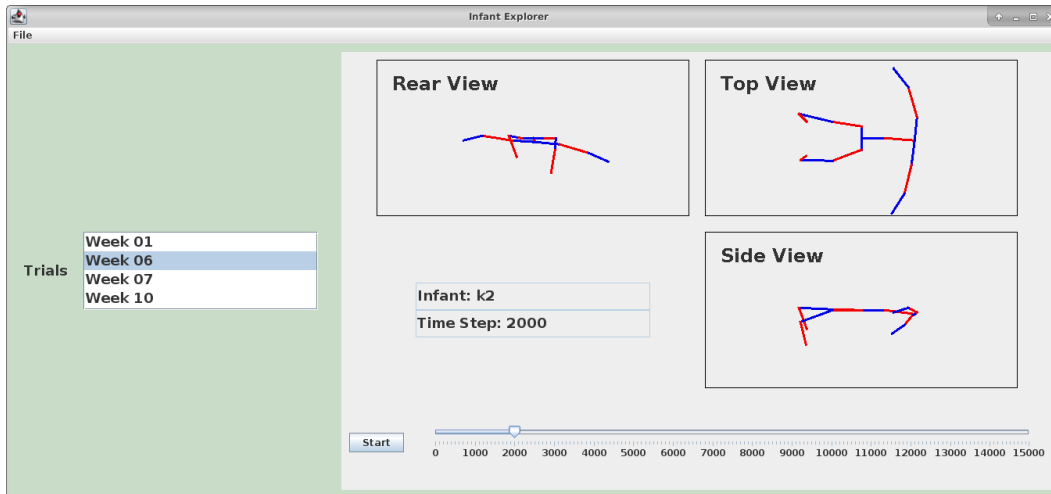 Infant Explorer
File
Rear View
Top View
Trials
Week 01
Week 06
Week 07
Week 10
Side View
Infant: k2
Time Step: 2000
Start
0 1000 2000 3000 4000 5000 6000 7000 8000 9000 10000 11000 12000 13000 14000 15000